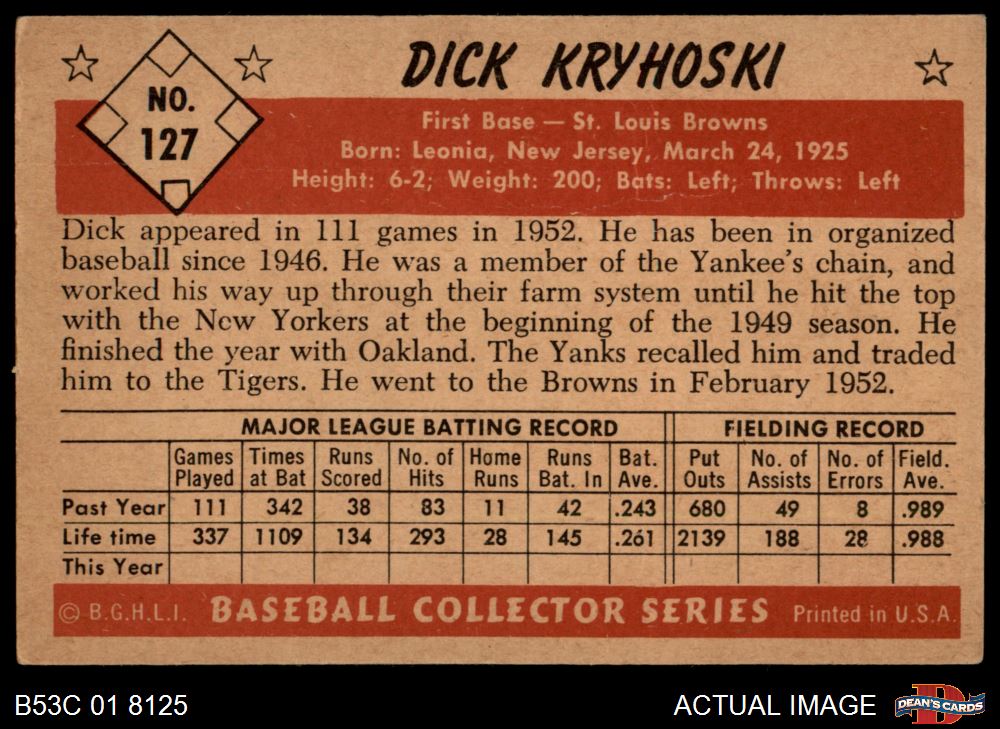 DICK KRYHOSKI
NO.
127
First Base — St. Louis Browns
Born: Leonia, New Jersey, March 24, 1925
Height: 6-2; Weight: 200; Bats: Left; Throws: Left
Dick appeared in 111 games in 1952. He has been in organized
baseball since 1946. He was a member of the Yankee's chain, and
worked his way up through their farm system until he hit the top
with the New Yorkers at the beginning of the 1949 season. He
finished the year with Oakland. The Yanks recalled him and traded
him to the Tigers. He went to the Browns in February 1952.
MAJOR LEAGUE BATTING RECORD FIELDING RECORD
Games Times Runs No. of Home Runs Bat. Put No. of No. of Field.
Played at Bat Scored Hits Runs Bat. In Ave. Outs Assists Errors Ave.
Past Year 111 342 38 83 11 42 .243 680 49 8 .989
Life time 337 1109 134 293 28 145 .261 2139 188 28 .988
This Year
© B.G.H.L.I. BASEBALL COLLECTOR SERIES Printed in U.S.A.
B53C 01 8125 ACTUAL IMAGE D DEAN'S CARDS